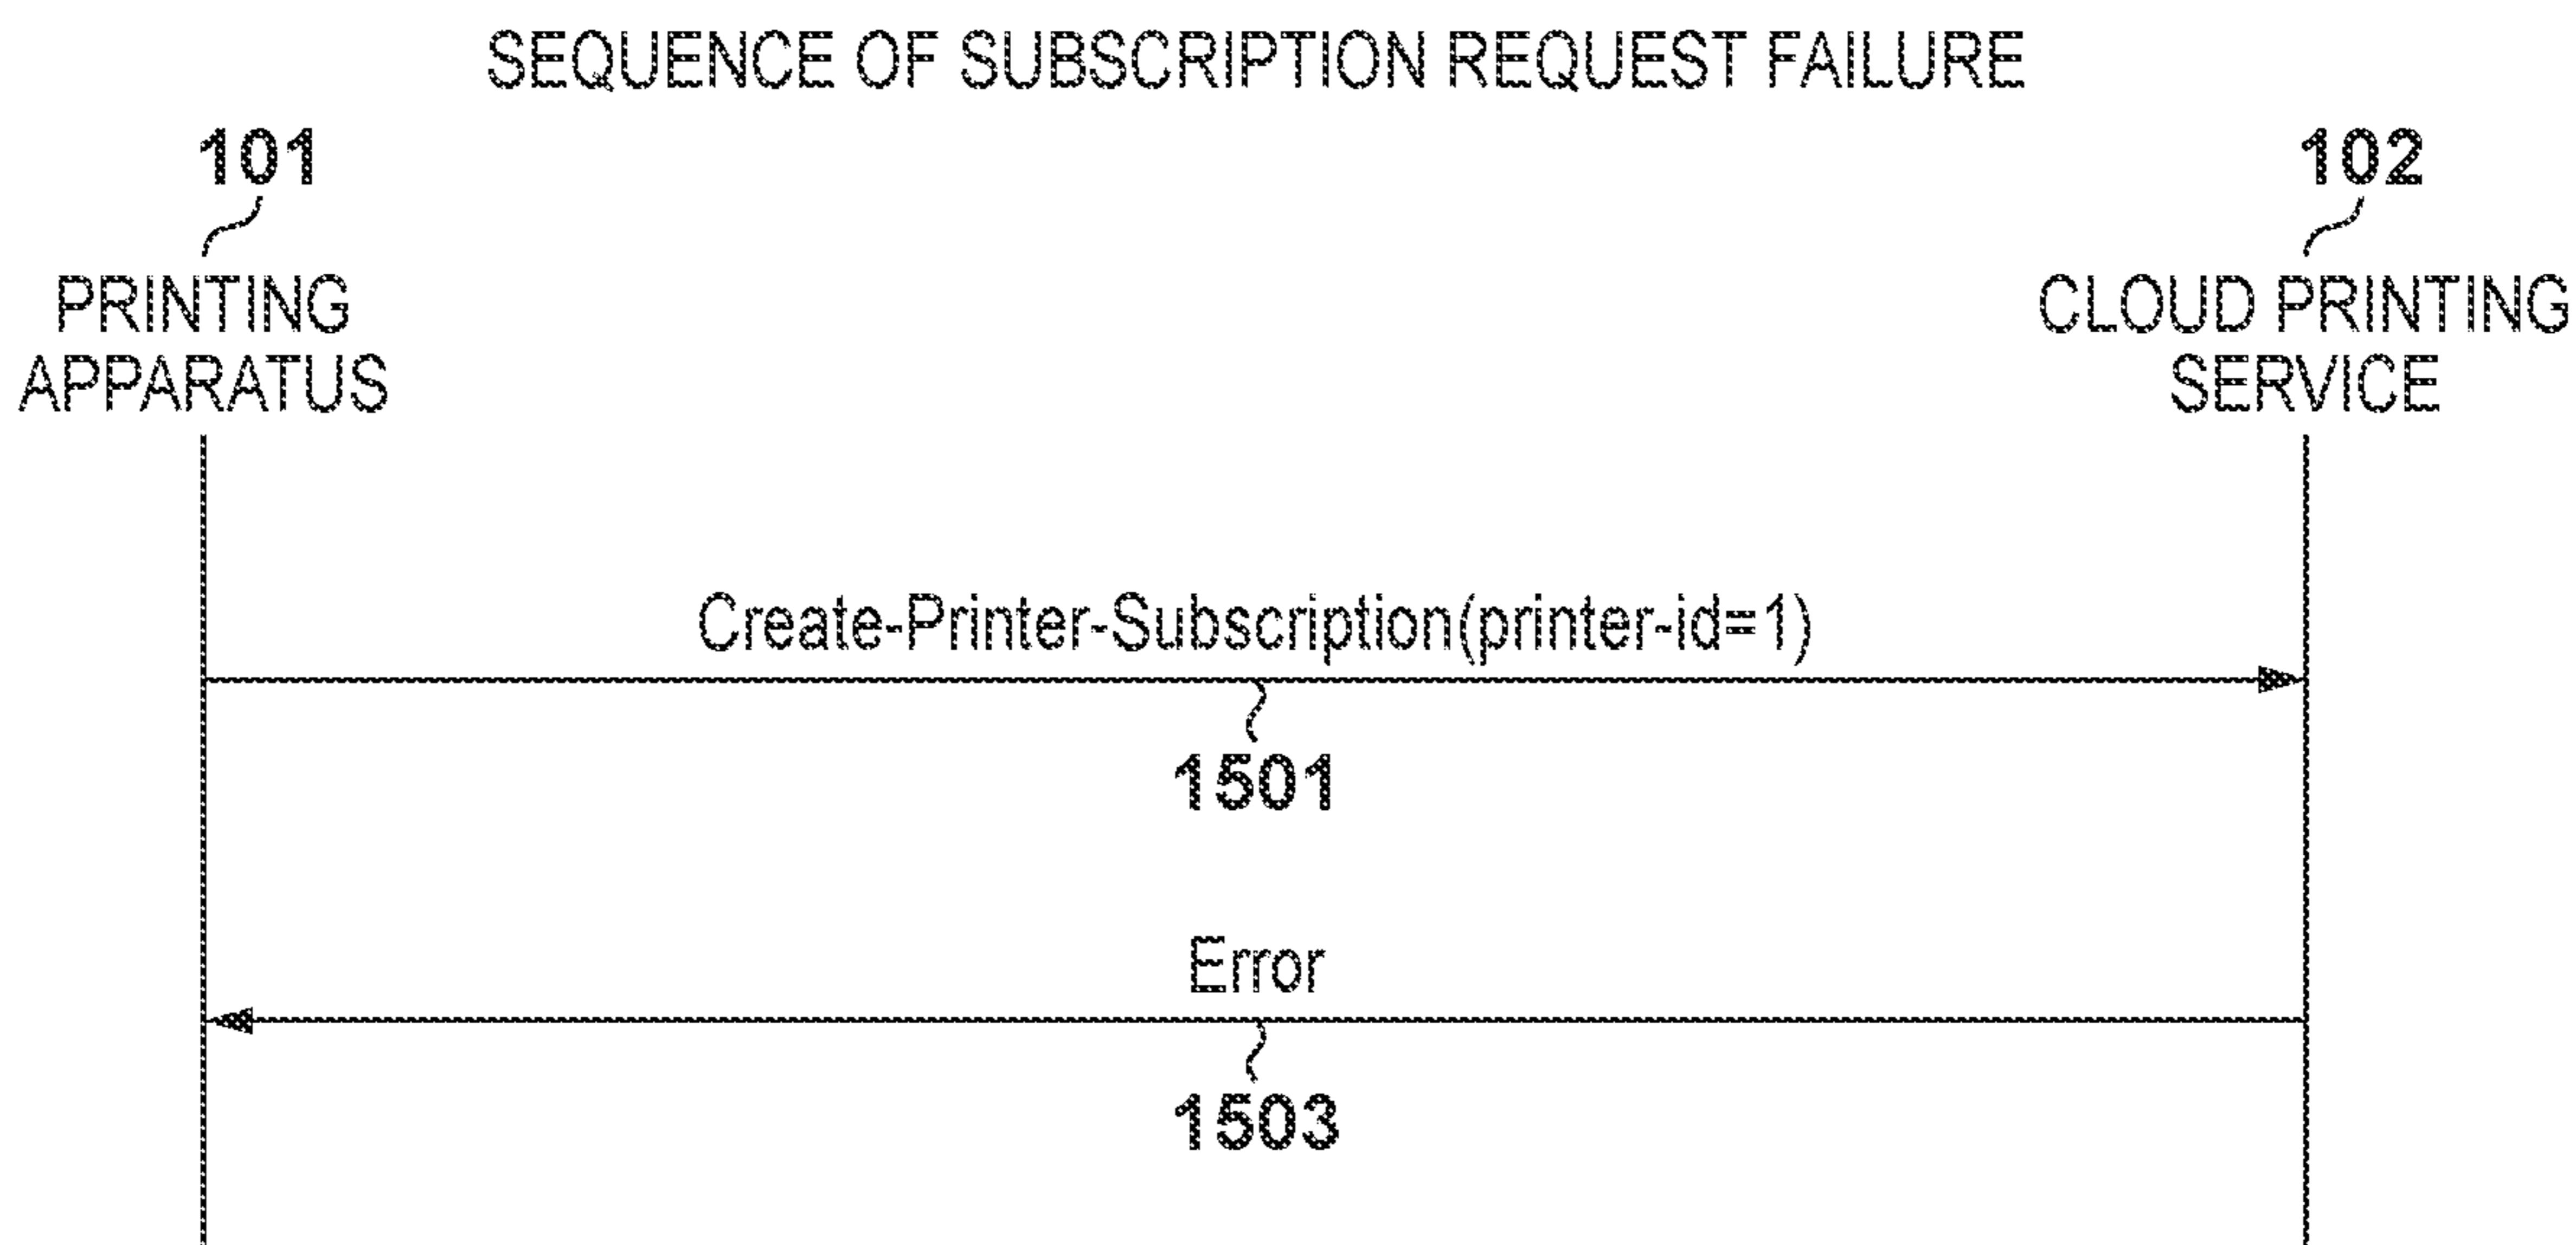 SEQUENCE OF SUBSCRIPTION REQUEST FAILURE
101
102
PRINTING
APPARATUS
CLOUD PRINTING
SERVICE
Create-Printer-Subscription(printer-id=1)
1501
Error
1503